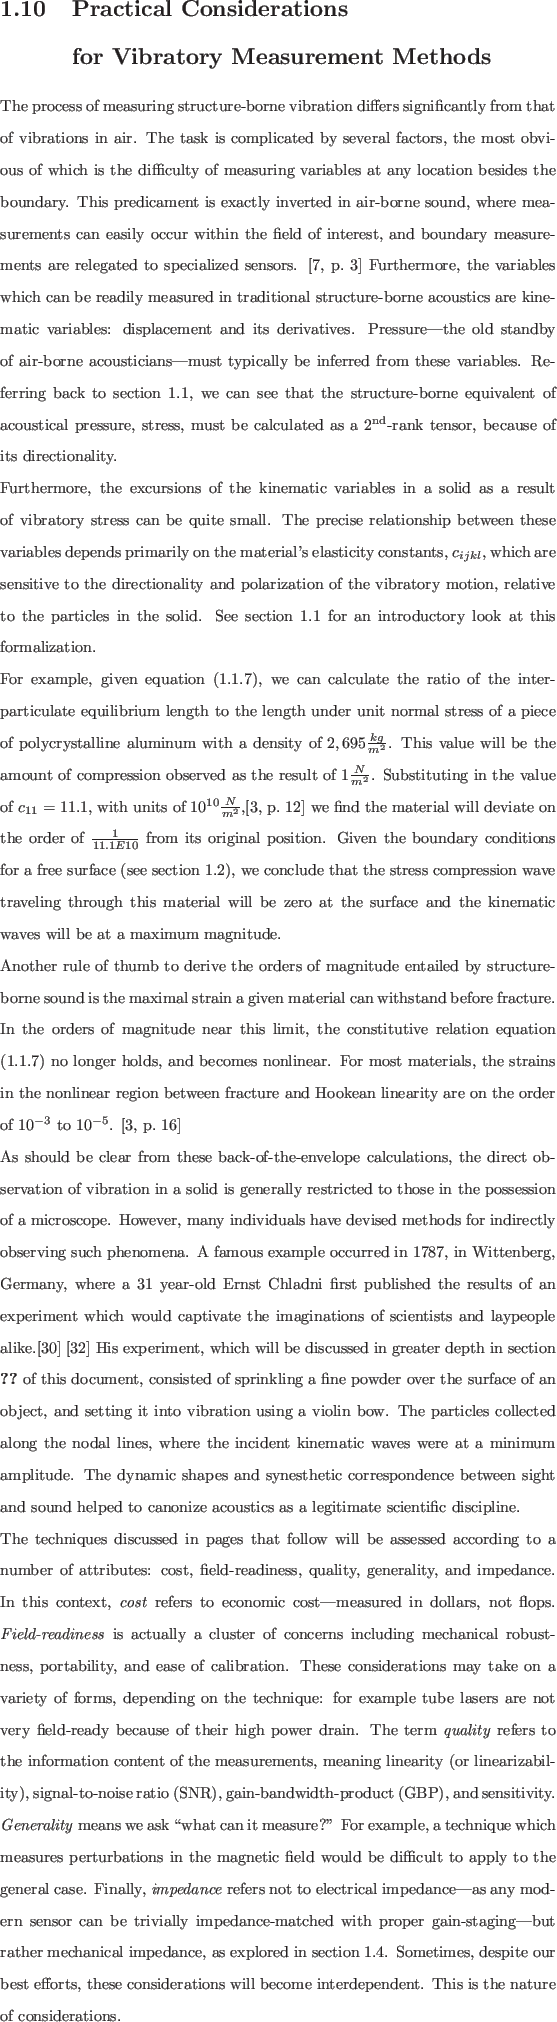 1.10 Practical Considerations
for Vibratory Measurement Methods
The process of measuring structure-borne vibration differs significantly from that
of vibrations in air. The task is complicated by several factors, the most obvi-
ous of which is the difficulty of measuring variables at any location besides the
boundary. This predicament is exactly inverted in air-borne sound, where mea-
surements can easily occur within the field of interest, and boundary measure-
ments are relegated to specialized sensors. [7, p. 3] Furthermore, the variables
which can be readily measured in traditional structure-borne acoustics are kine-
matic variables: displacement and its derivatives. Pressure—the old standby
of air-borne acousticians—must typically be inferred from these variables. Re-
ferring back to section 1.1, we can see that the structure-borne equivalent of
acoustical pressure, stress, must be calculated as a 2nd-rank tensor, because of
its directionality.
Furthermore, the excursions of the kinematic variables in a solid as a result
of vibratory stress can be quite small. The precise relationship between these
variables depends primarily on the material's elasticity constants, c_{ijkl}, which are
sensitive to the directionality and polarization of the vibratory motion, relative
to the particles in the solid. See section 1.1 for an introductory look at this
formalization.
For example, given equation (1.1.7), we can calculate the ratio of the inter-
particulate equilibrium length to the length under unit normal stress of a piece
of polycrystalline aluminum with a density of 2,695 kg/m². This value will be the
amount of compression observed as the result of 1 N/m². Substituting in the value
of c₁₁ = 11.1, with units of 10¹⁰ N/m²,[3, p. 12] we find the material will deviate on
the order of 1/11.1E10 from its original position. Given the boundary conditions
for a free surface (see section 1.2), we conclude that the stress compression wave
traveling through this material will be zero at the surface and the kinematic
waves will be at a maximum magnitude.
Another rule of thumb to derive the orders of magnitude entailed by structure-
borne sound is the maximal strain a given material can withstand before fracture.
In the orders of magnitude near this limit, the constitutive relation equation
(1.1.7) no longer holds, and becomes nonlinear. For most materials, the strains
in the nonlinear region between fracture and Hookean linearity are on the order
of 10⁻³ to 10⁻⁵. [3, p. 16]
As should be clear from these back-of-the-envelope calculations, the direct ob-
servation of vibration in a solid is generally restricted to those in the possession
of a microscope. However, many individuals have devised methods for indirectly
observing such phenomena. A famous example occurred in 1787, in Wittenberg,
Germany, where a 31 year-old Ernst Chladni first published the results of an
experiment which would captivate the imaginations of scientists and laypeople
alike.[30] [32] His experiment, which will be discussed in greater depth in section
?? of this document, consisted of sprinkling a fine powder over the surface of an
object, and setting it into vibration using a violin bow. The particles collected
along the nodal lines, where the incident kinematic waves were at a minimum
amplitude. The dynamic shapes and synesthetic correspondence between sight
and sound helped to canonize acoustics as a legitimate scientific discipline.
The techniques discussed in pages that follow will be assessed according to a
number of attributes: cost, field-readiness, quality, generality, and impedance.
In this context, cost refers to economic cost—measured in dollars, not flops.
Field-readiness is actually a cluster of concerns including mechanical robust-
ness, portability, and ease of calibration. These considerations may take on a
variety of forms, depending on the technique: for example tube lasers are not
very field-ready because of their high power drain. The term quality refers to
the information content of the measurements, meaning linearity (or linearizabil-
ity), signal-to-noise ratio (SNR), gain-bandwidth-product (GBP), and sensitivity.
Generality means we ask “what can it measure?” For example, a technique which
measures perturbations in the magnetic field would be difficult to apply to the
general case. Finally, impedance refers not to electrical impedance—as any mod-
ern sensor can be trivially impedance-matched with proper gain-staging—but
rather mechanical impedance, as explored in section 1.4. Sometimes, despite our
best efforts, these considerations will become interdependent. This is the nature
of considerations.